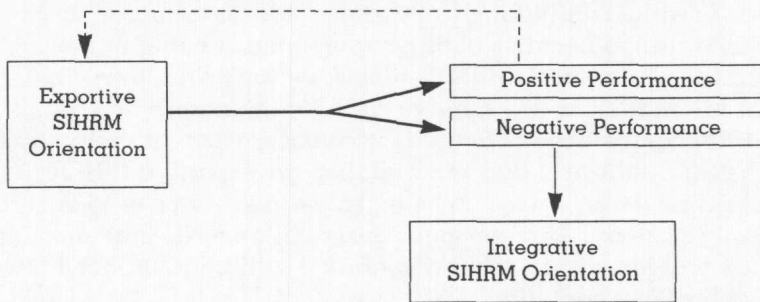 Exportive
SIHRM
Orientation
Positive Performance
Negative Performance
Integrative
SIHRM Orientation